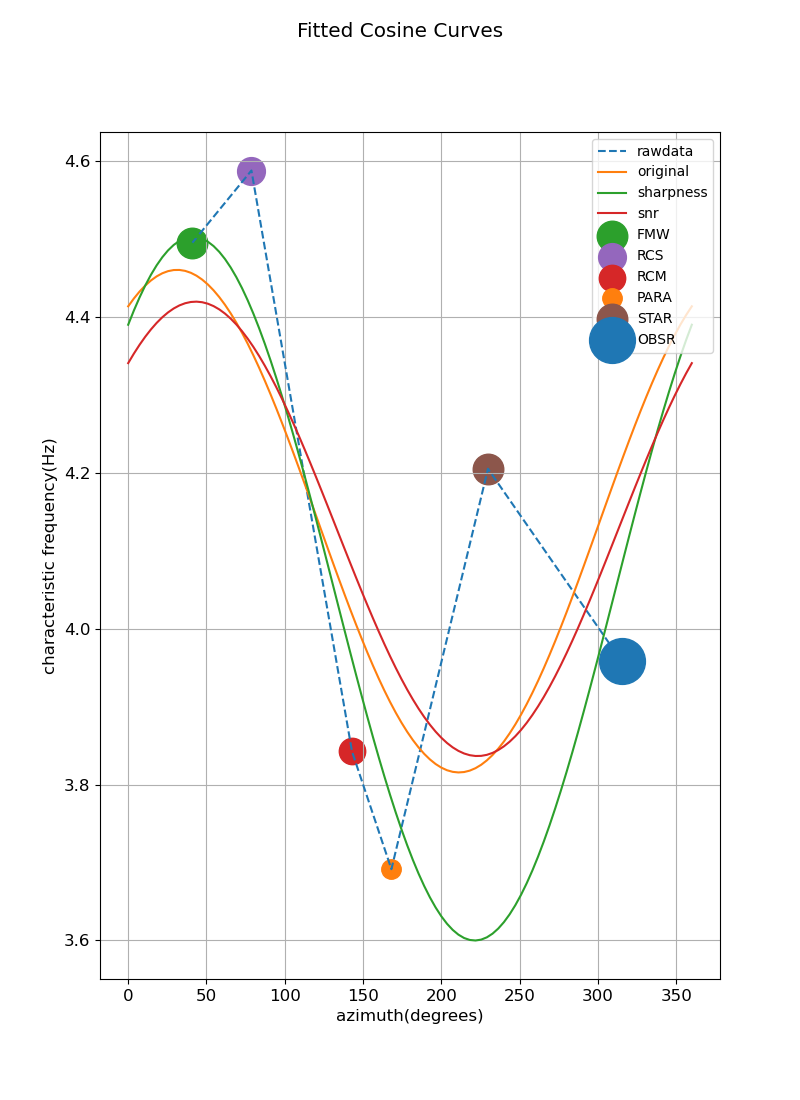 Fitted Cosine Curves
4.6
4.4
4.2
4.0
3.8
3.6
characteristic frequency(Hz)
rawdata
original
sharpness
snr
FMW
RCS
RCM
PARA
STAR
OBSR
0 50 100 150 200 250 300 350
azimuth(degrees)